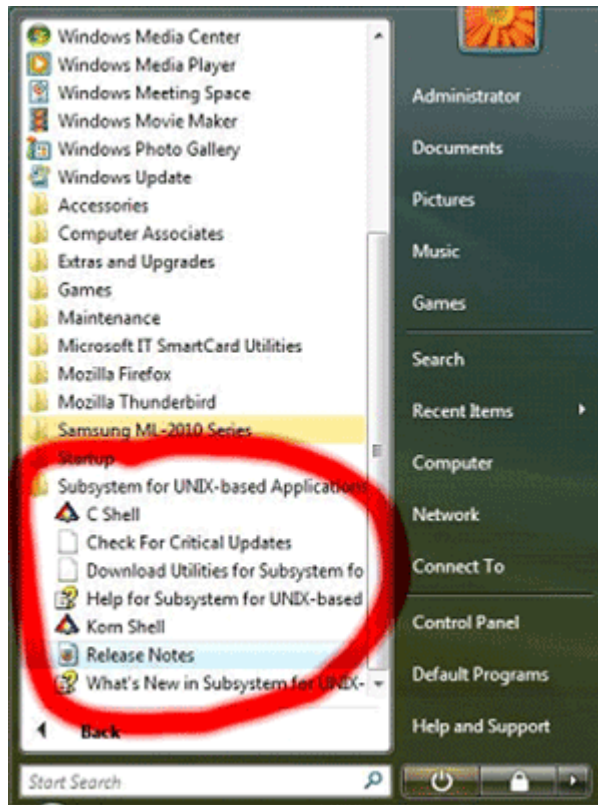 Windows Media Center
Windows Media Player
Windows Meeting Space
Windows Movie Maker
Windows Photo Gallery
Windows Update
Accessories
Computer Associates
Extras and Upgrades
Games
Maintenance
Microsoft IT SmartCard Utilities
Mozilla Firefox
Mozilla Thunderbird
Samsung ML-2010 Series
Startup
Subsystem for UNIX-based Applications
C Shell
Check For Critical Updates
Download Utilities for Subsystem fo
Help for Subsystem for UNIX-based
Korn Shell
Release Notes
What's New in Subsystem for UNIX-
Back
Start Search
Administrator
Documents
Pictures
Music
Games
Search
Recent Items
Computer
Network
Connect To
Control Panel
Default Programs
Help and Support